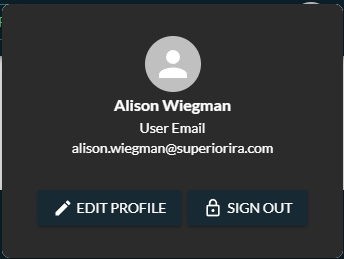 Alison Wiegman
User Email
alison.wiegman@superiorira.com
EDIT PROFILE
SIGN OUT